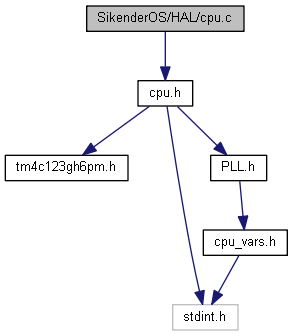 SikenderOS/HAL/cpu.c
cpu.h
tm4c123gh6pm.h
PLL.h
cpu_vars.h
stdint.h